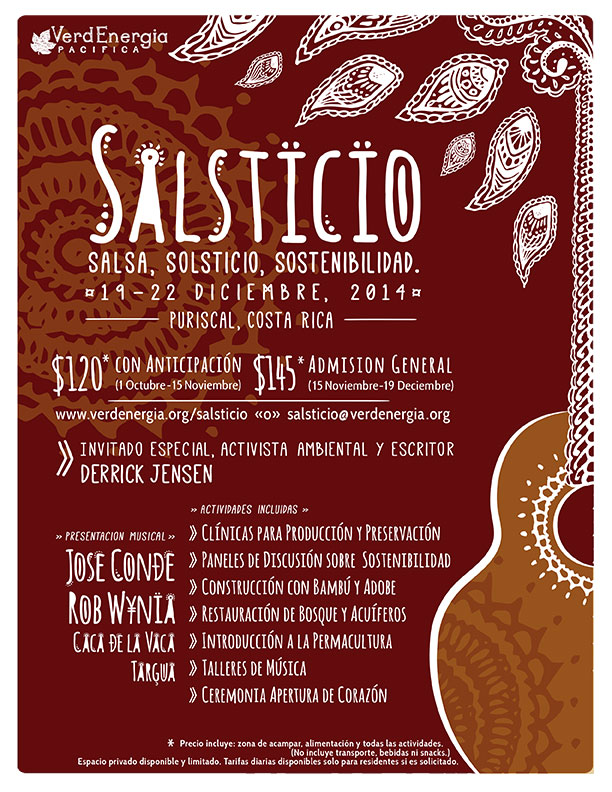 VerdEnergia
PACIFICA
SALSTÏCÏO
SALSA, SOLSTICIO, SOSTENIBILIDAD.
¤19-22 DICIEMBRE, 2014¤
PURISCAL, COSTA RICA
$120* CON ANTICIPACIÓN
(1 Octubre-15 Noviembre)
$145* ADMISION GENERAL
(15 Noviembre-19 Deciembre)
www.verdenergia.org/salsticio «o» salsticio@verdenergia.org
» INVITADO ESPECIAL, ACTIVISTA AMBIENTAL Y ESCRITOR
DERRICK JENSEN
» PRESENTACION MUSICAL »
JOSE CONDE
ROB WYNIA
CACA DE LA VACA
TARGUA
» ACTIVIDADES INCLUIDAS »
» CLÍNICAS PARA PRODUCCIÓN Y PRESERVACIÓN
» PANELES DE DISCUSIÓN SOBRE SOSTENIBILIDAD
» CONSTRUCCIÓN CON BAMBÚ Y ADOBE
» RESTAURACIÓN DE BOSQUE Y ACUÍFEROS
» INTRODUCCIÓN A LA PERMACULTURA
» TALLERES DE MÚSICA
» CEREMONIA APERTURA DE CORAZÓN
* Precio incluye: zona de acampar, alimentación y todas las actividades.
(No incluye transporte, bebidas ni snacks.)
Espacio privado disponible y limitado. Tarifas diarias disponibles solo para residentes si es solicitado.